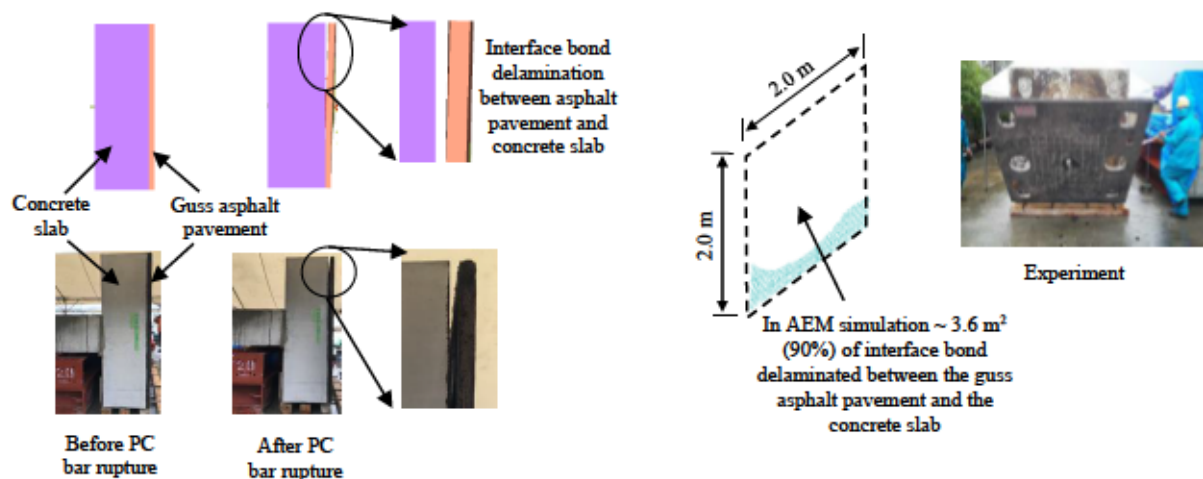 Interface bond
delamination
between asphalt
pavement and
concrete slab
Concrete
slab
Guss asphalt
pavement
Before PC
bar rupture
After PC
bar rupture
2.0 m
2.0 m
In AEM simulation ~ 3.6 m²
(90%) of interface bond
delaminated between the guss
asphalt pavement and the
concrete slab
Experiment